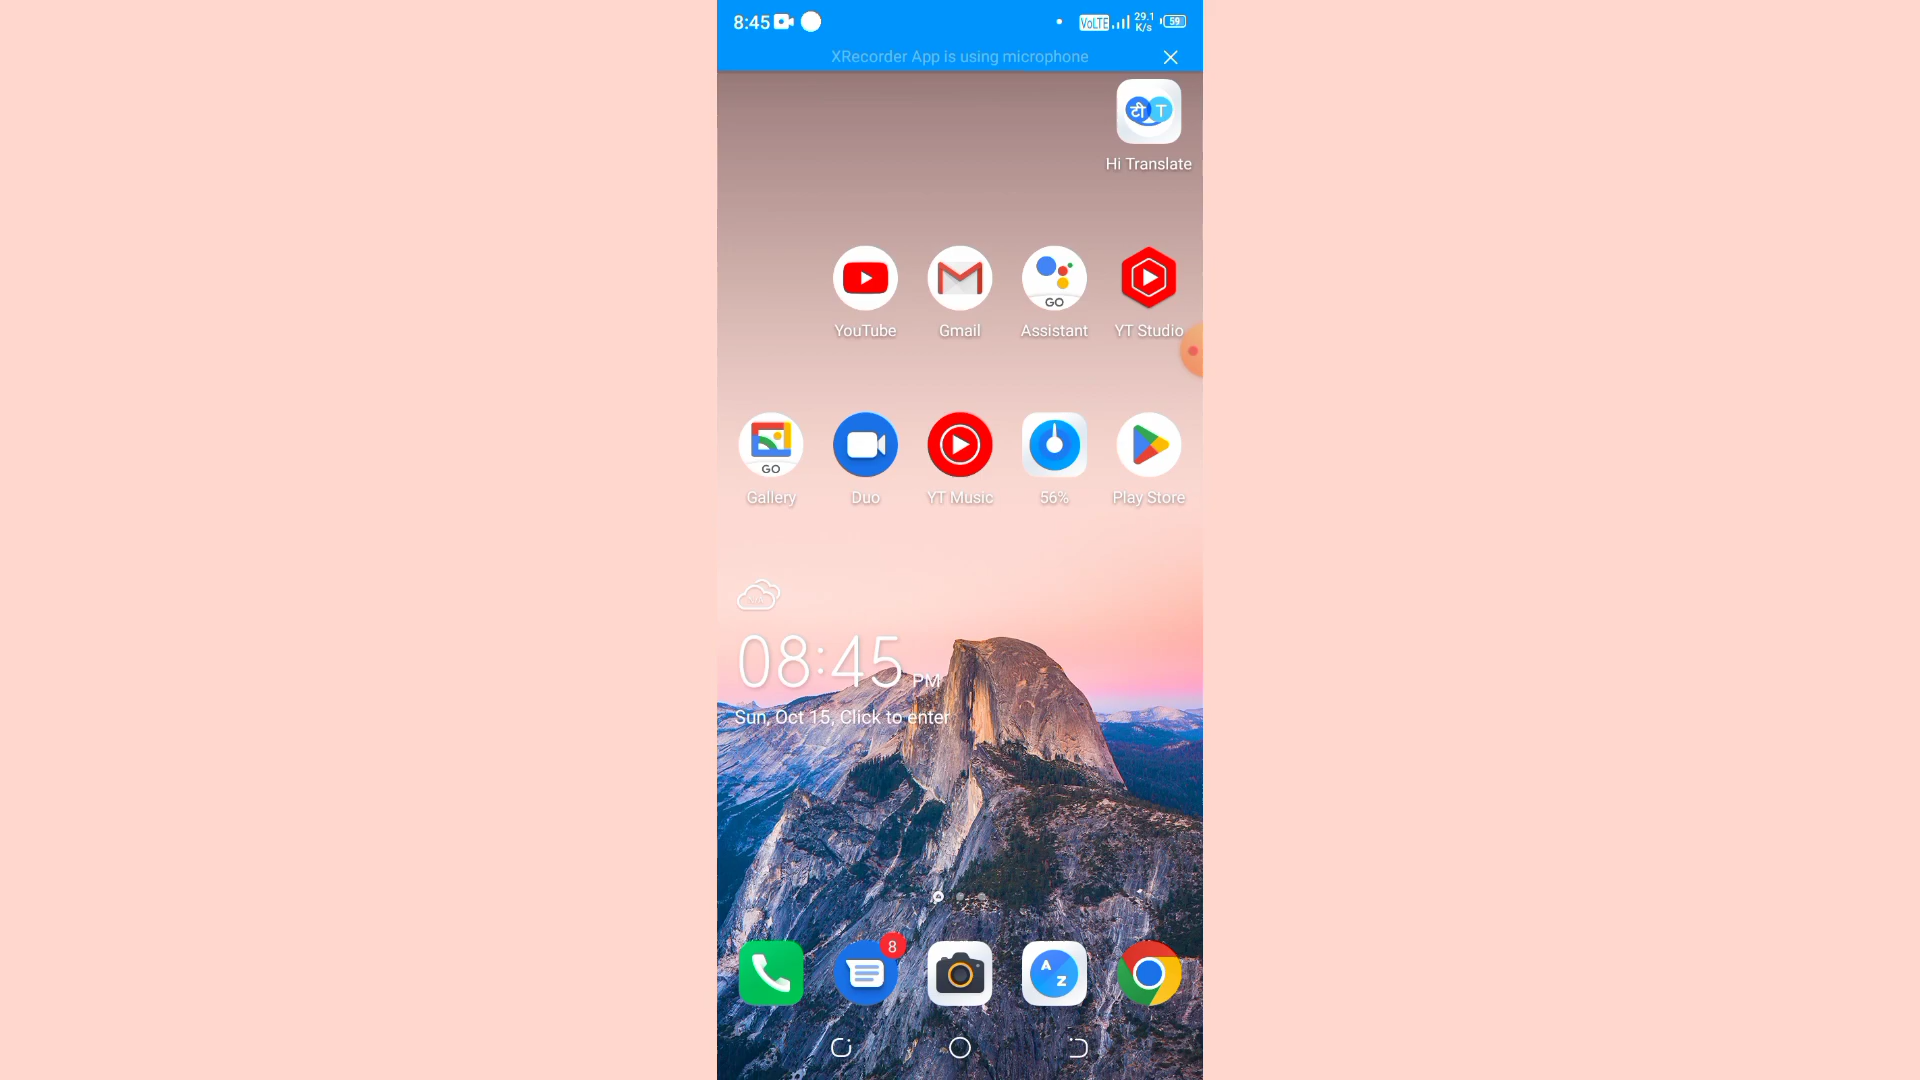 8:45 VoLTE 29.1 K/s 59
XRecorder App is using microphone
टी T
Hi Translate
GO
YouTube Gmail Assistant YT Studio
GO
Gallery Duo YT Music 56% Play Store
08:45 PM
Sun, Oct 15, Click to enter
8
A
Z